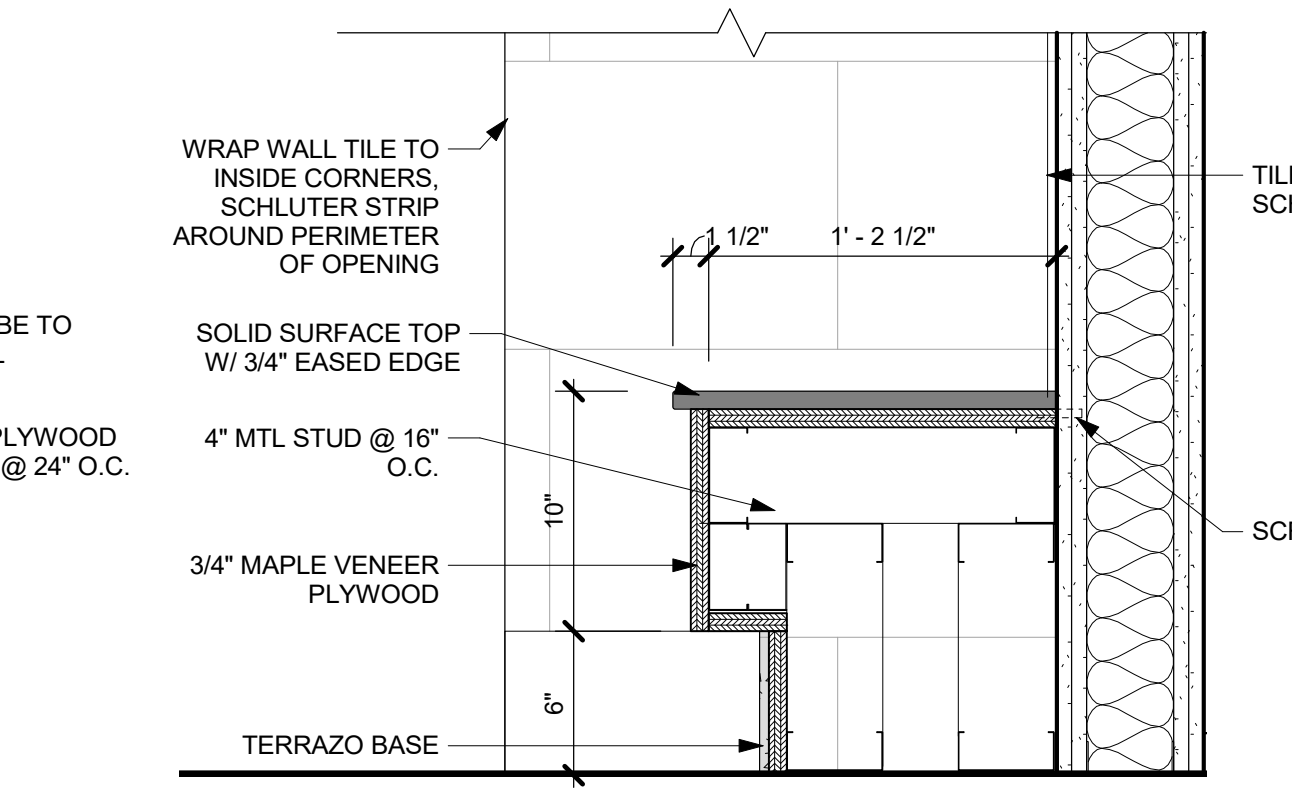 WRAP WALL TILE TO
INSIDE CORNERS,
SCHLUTER STRIP
AROUND PERIMETER
OF OPENING
1 1/2"
1' - 2 1/2"
BE TO
SOLID SURFACE TOP
W/ 3/4" EASED EDGE
PLYWOOD
@ 24" O.C.
4" MTL STUD @ 16"
O.C.
10"
3/4" MAPLE VENEER
PLYWOOD
6"
TERRAZO BASE